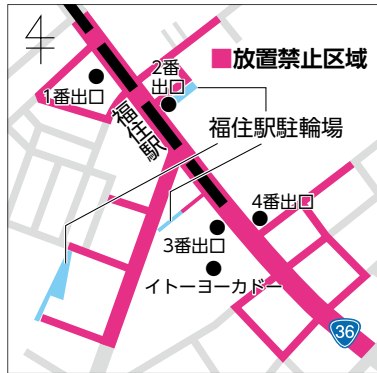 ■放置禁止区域
2番
出口
1番出口
福住駅
福住駅駐輪場
4番出口
3番出口
イトーヨーカドー
36